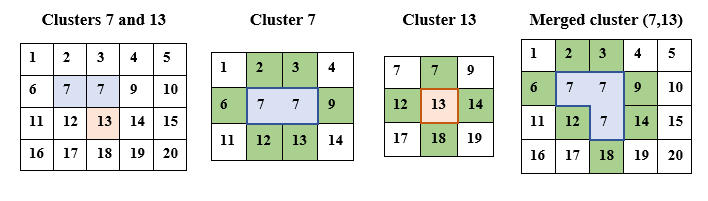 Clusters 7 and 13
1 2 3 4 5
6 7 7 9 10
11 12 13 14 15
16 17 18 19 20
Cluster 7
1 2 3 4
6 7 7 9
11 12 13 14
Cluster 13
7 7 9
12 13 14
17 18 19
Merged cluster (7,13)
1 2 3 4 5
6 7 7 9 10
11 12 7 14 15
16 17 18 19 20